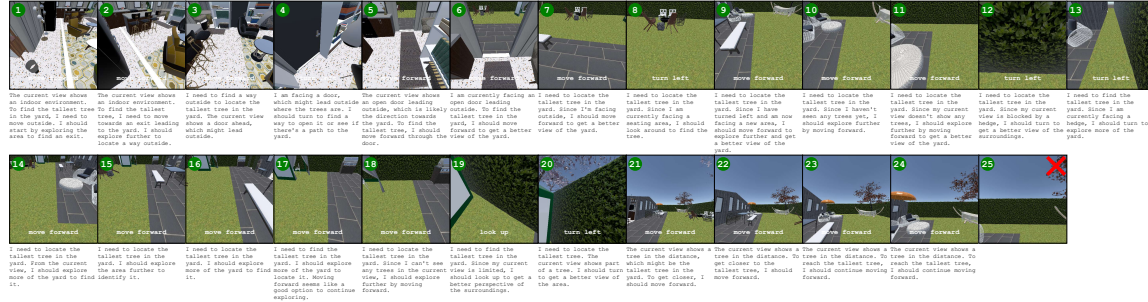 1
2
3
4
5
6
7
8
9
10
11
12
13
move forward
move forward
move forward
move forward
move forward
turn left
move forward
move forward
move forward
turn left
move forward
The current view shows
an indoor environment.
To find the tallest tree
in the yard, I need to
move outside. I should
start by exploring the
area to find an exit.
The current view shows
an indoor environment.
To find the tallest
tree, I need to move
towards an exit leading
to the yard. I should
explore further to
locate a way outside.
I need to find a way
outside to locate the
tallest tree in the
yard. The current view
shows a door ahead,
which might lead
outside.
I am facing a door,
which might lead outside
where the trees are. I
should turn to find a
way to open it or see if
there's a path to the
yard.
The current view shows
an open door leading
outside, which is likely
the direction towards
the yard. To find the
tallest tree, I should
move forward through the
door.
I am currently facing an
open door leading
outside. To find the
tallest tree in the
yard, I should move
forward to get a better
view of the yard.
I need to locate the
tallest tree in the
yard. Since I'm facing
outside, I should move
forward to get a better
view of the yard.
I need to locate the
tallest tree in the
yard. Since I am
currently facing a
seating area, I should
look around to find the
tree.
I need to locate the
tallest tree in the
yard. Since I have
turned left and am now
facing a new area, I
should move forward to
explore further and get
a better view of the
yard.
I need to locate the
tallest tree in the
yard. Since I haven't
seen any trees yet, I
should explore further
by moving forward.
I need to locate the
tallest tree in the
yard. Since my current
view doesn't show any
trees, I should explore
further by moving
forward to get a better
view of the yard.
I need to locate the
tallest tree in the
yard. Since my current
view is blocked by a
hedge, I should turn to
get a better view of the
surroundings.
I need to locate the
tallest tree in the
yard. Since I'm
currently facing a
hedge, I should turn to
explore more of the
yard.
14
15
16
17
18
19
20
21
22
23
24
25
move forward
move forward
move forward
move forward
move forward
look up
turn left
move forward
move forward
move forward
move forward
I need to locate the
tallest tree in the
yard. From the current
view, I should explore
more of the yard to find
it.
I need to locate the
tallest tree in the
yard. I should explore
the area further to
identify it.
I need to locate the
tallest tree in the
yard. I should explore
more of the yard to find
I need to find the
tallest tree in the
yard. I should explore
more of the yard to
locate it. Moving
forward seems like a
good option to continue
exploring.
I need to locate the
tallest tree in the
yard. Since I can't see
any trees in the current
view, I should explore
further by moving
forward.
I need to find the
tallest tree in the
yard. Since my current
view is limited, I
should look up to get a
better perspective of
the surroundings.
I need to locate the
tallest tree in the
yard. The current
view shows part
of a tree. I should turn
to get a better view of
the area.
The current view shows a
tree in the distance,
which might be the
tallest tree in the
yard. To get closer, I
should move forward.
The current view shows a
tree in the distance. To
get closer to the
tallest tree, I should
move forward.
The current view shows a
tree in the distance. To
reach the tallest tree,
I should continue moving
forward.
The current view shows a
tree in the distance. To
reach the tallest tree,
I should continue moving
forward.